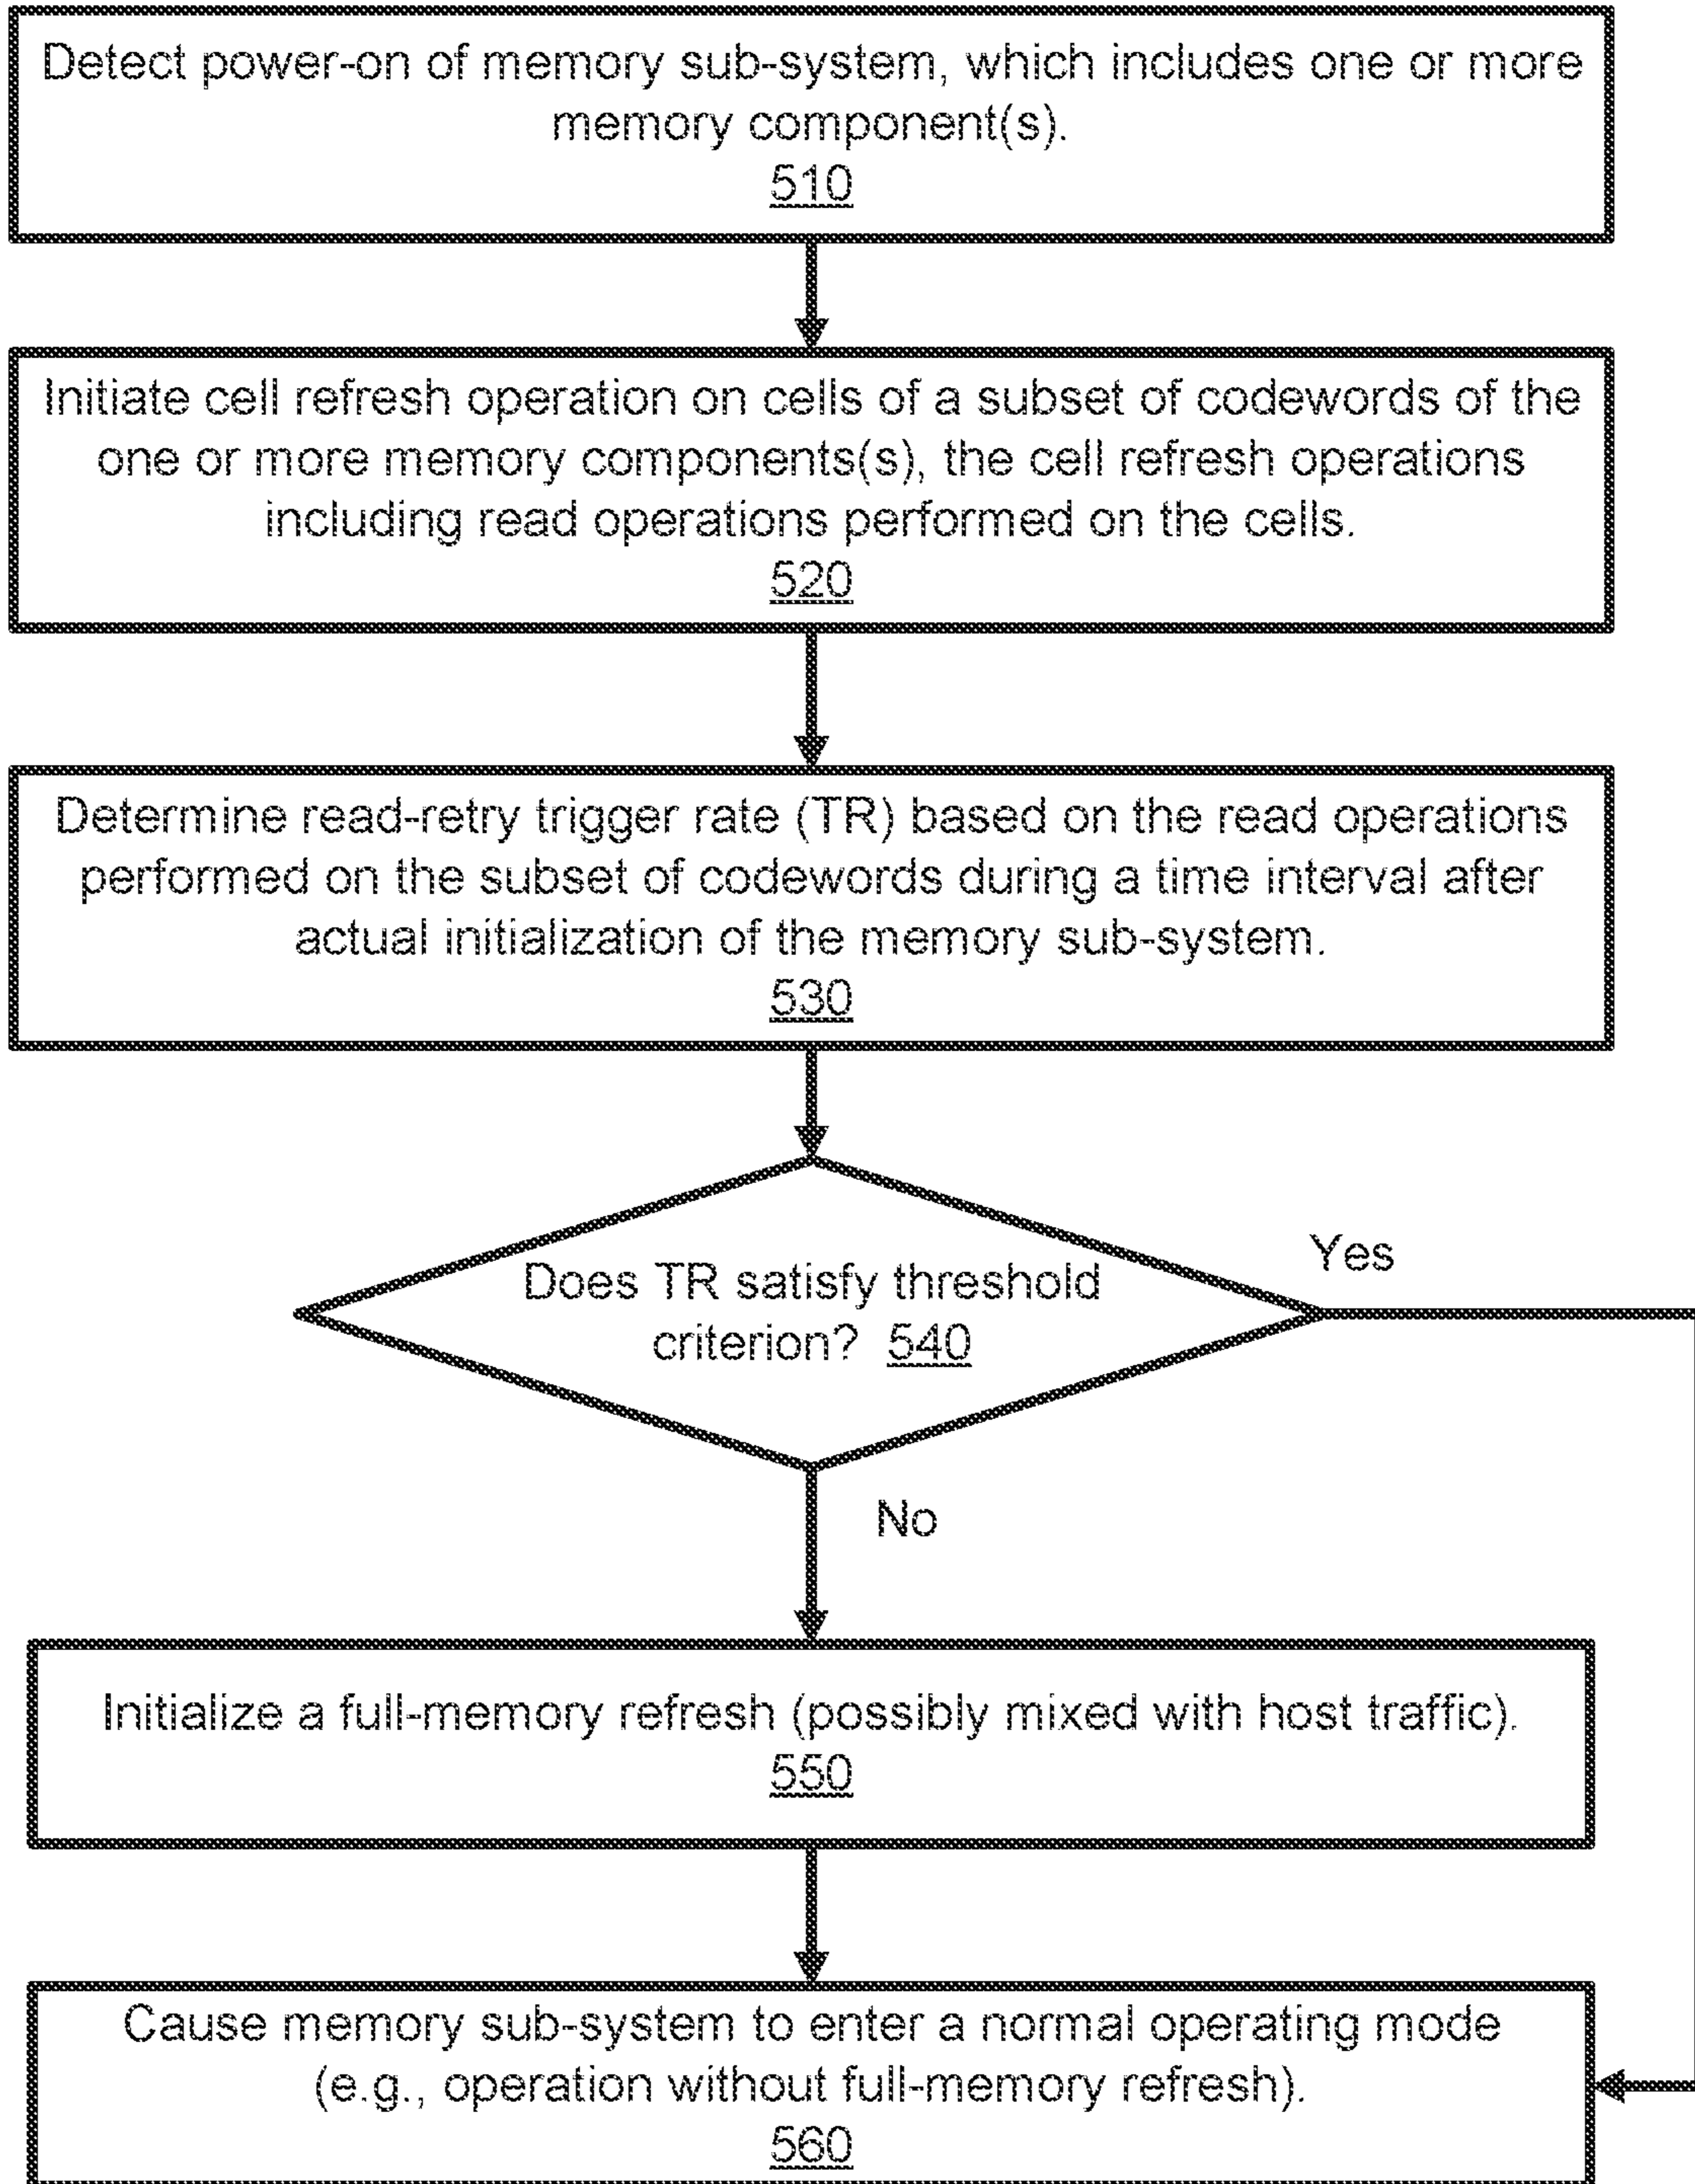 Detect power-on of memory sub-system, which includes one or more
memory component(s).
510
Initiate cell refresh operation on cells of a subset of codewords of the
one or more memory components(s), the cell refresh operations
including read operations performed on the cells.
520
Determine read-retry trigger rate (TR) based on the read operations
performed on the subset of codewords during a time interval after
actual initialization of the memory sub-system.
530
Does TR satisfy threshold
criterion? 540
Yes
No
Initialize a full-memory refresh (possibly mixed with host traffic).
550
Cause memory sub-system to enter a normal operating mode
(e.g., operation without full-memory refresh).
560